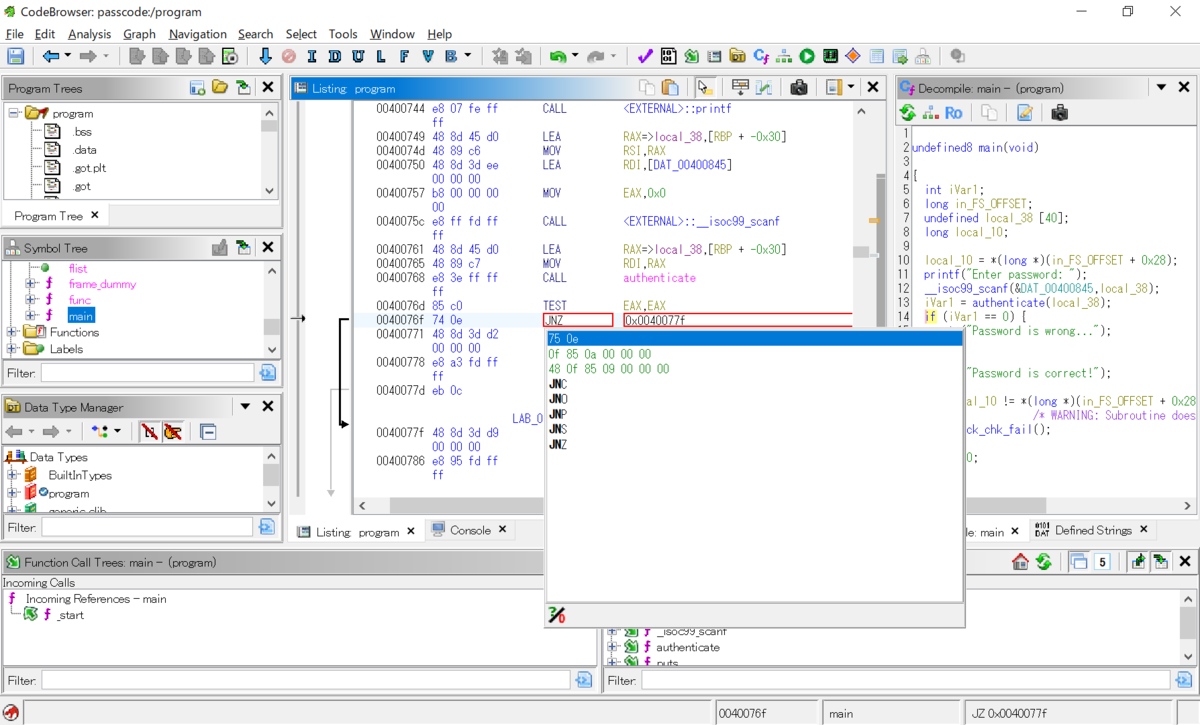 CodeBrowser: passcode:/program
File Edit Analysis Graph Navigation Search Select Tools Window Help
I D U L F V B
Program Trees
program
.bss
.data
.got.plt
.got
Program Tree
Symbol Tree
flist
frame_dummy
func
main
Functions
Labels
Filter:
Data Type Manager
Data Types
BuiltInTypes
program
generic_clib
Filter:
Listing: program
00400744 e8 07 fe ff CALL <EXTERNAL>::printf
ff
00400749 48 8d 45 d0 LEA RAX=>local_38,[RBP + -0x30]
0040074d 48 89 c6 MOV RSI,RAX
00400750 48 8d 3d ee LEA RDI,[DAT_00400845]
00 00 00
00400757 b8 00 00 00 MOV EAX,0x0
00
0040075c e8 ff fd ff CALL <EXTERNAL>::__isoc99_scanf
ff
00400761 48 8d 45 d0 LEA RAX=>local_38,[RBP + -0x30]
00400765 48 89 c7 MOV RDI,RAX
00400768 e8 3e ff ff CALL authenticate
ff
0040076d 85 c0 TEST EAX,EAX
0040076f 74 0e JNZ 0x0040077f
00400771 48 8d 3d d2
00 00 00
00400778 e8 a3 fd ff
ff
0040077d eb 0c
LAB_0
0040077f 48 8d 3d d9
00 00 00
00400786 e8 95 fd ff
ff
75 0e
0f 85 0a 00 00 00
48 0f 85 09 00 00 00
JNC
JNO
JNP
JNS
JNZ
Listing: program
Console
Decompile: main - (program)
Ro
1
2 undefined8 main(void)
3
4 {
5 int iVar1;
6 long in_FS_OFFSET;
7 undefined local_38 [40];
8 long local_10;
9
10 local_10 = *(long *)(in_FS_OFFSET + 0x28);
11 printf("Enter password: ");
12 __isoc99_scanf(&DAT_00400845,local_38);
13 iVar1 = authenticate(local_38);
14 if (iVar1 == 0) {
"Password is wrong...");
"Password is correct!");
al_10 != *(long *)(in_FS_OFFSET + 0x28
/* WARNING: Subroutine does
ck_chk_fail();
0;
le: main
Defined Strings
Function Call Trees: main - (program)
5
Incoming Calls
Incoming References - main
_start
Filter:
_isoc99_scanf
authenticate
puts
Filter:
0040076f
main
JZ 0x0040077f